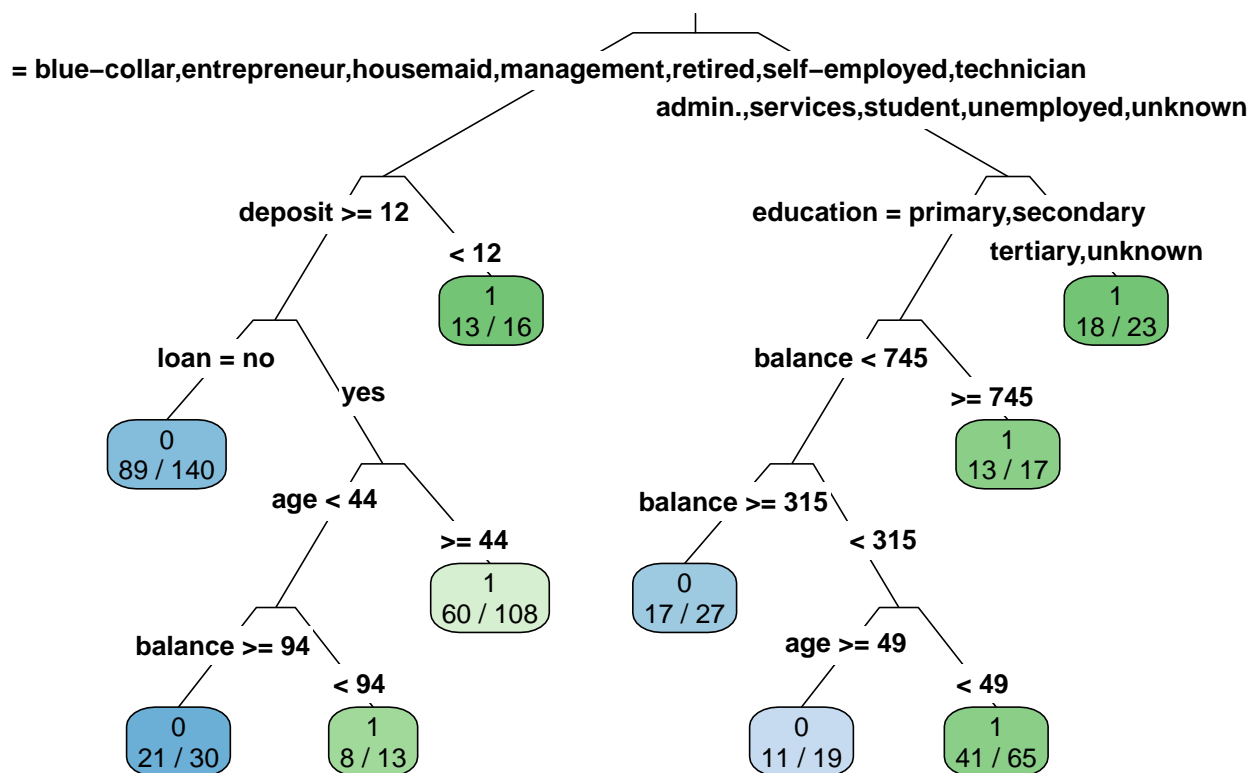 = blue−collar,entrepreneur,housemaid,management,retired,self−employed,technician
admin.,services,student,unemployed,unknown
deposit >= 12
< 12
1
13 / 16
education = primary,secondary
tertiary,unknown
1
18 / 23
loan = no
yes
0
89 / 140
balance < 745
>= 745
1
13 / 17
age < 44
>= 44
1
60 / 108
balance >= 315
< 315
0
17 / 27
balance >= 94
< 94
0
21 / 30
1
8 / 13
age >= 49
< 49
0
11 / 19
1
41 / 65